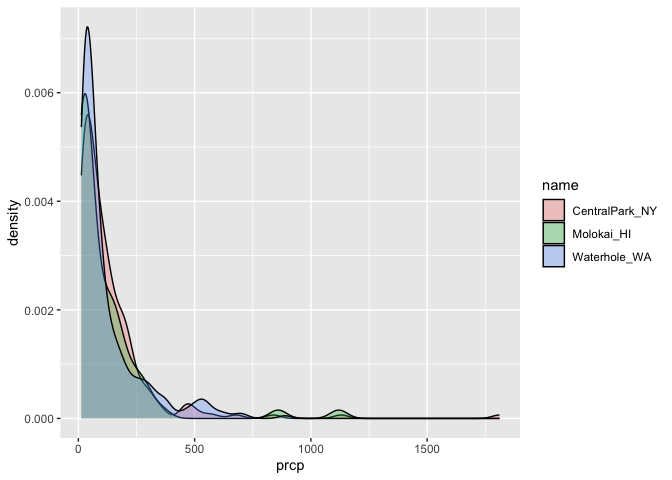 0.006
0.004
0.002
0.000
density
0
500
1000
1500
prcp
name
CentralPark_NY
Molokai_HI
Waterhole_WA